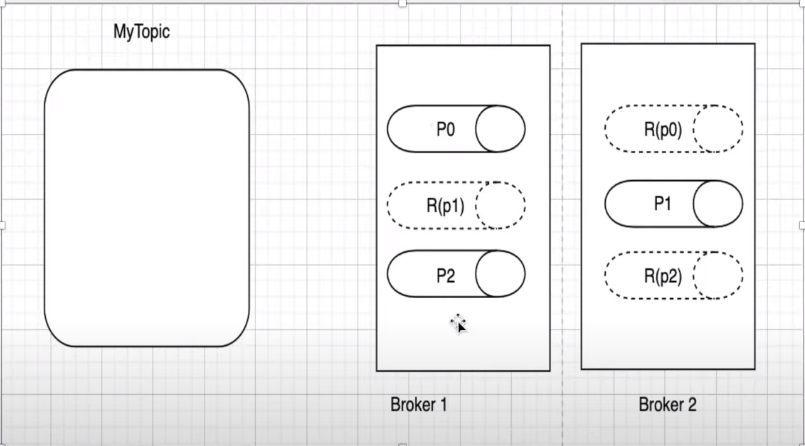 MyTopic
P0
R(p1)
P2
Broker 1
R(p0)
P1
R(p2)
Broker 2